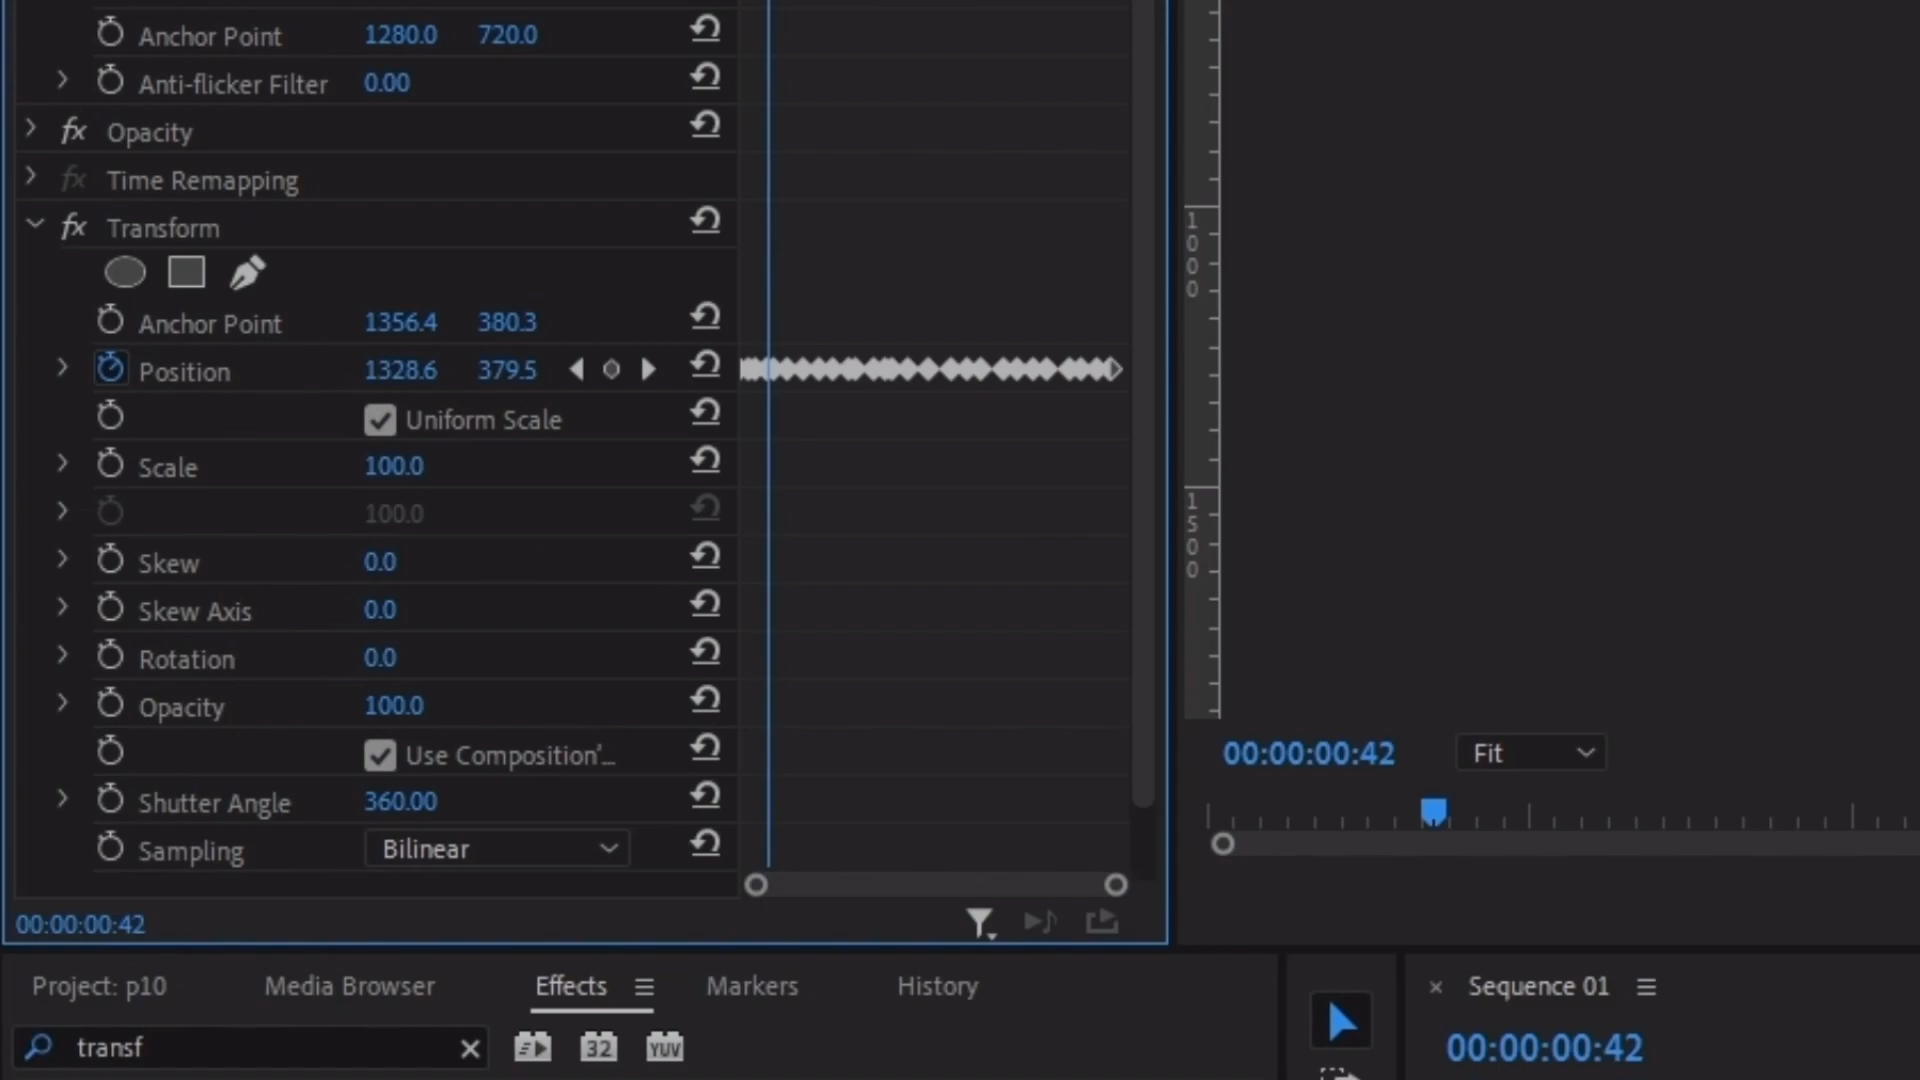 Anchor Point 1280.0 720.0
Anti-flicker Filter 0.00
fx Opacity
fx Time Remapping
fx Transform
Anchor Point 1356.4 380.3
Position 1328.6 379.5
Uniform Scale
Scale 100.0
100.0
Skew 0.0
Skew Axis 0.0
Rotation 0.0
Opacity 100.0
Use Composition'...
Shutter Angle 360.00
Sampling Bilinear
00:00:00:42
1000
1500
00:00:00:42 Fit
Project: p10 Media Browser Effects Markers History
transf 32 YUV
Sequence 01
00:00:00:42